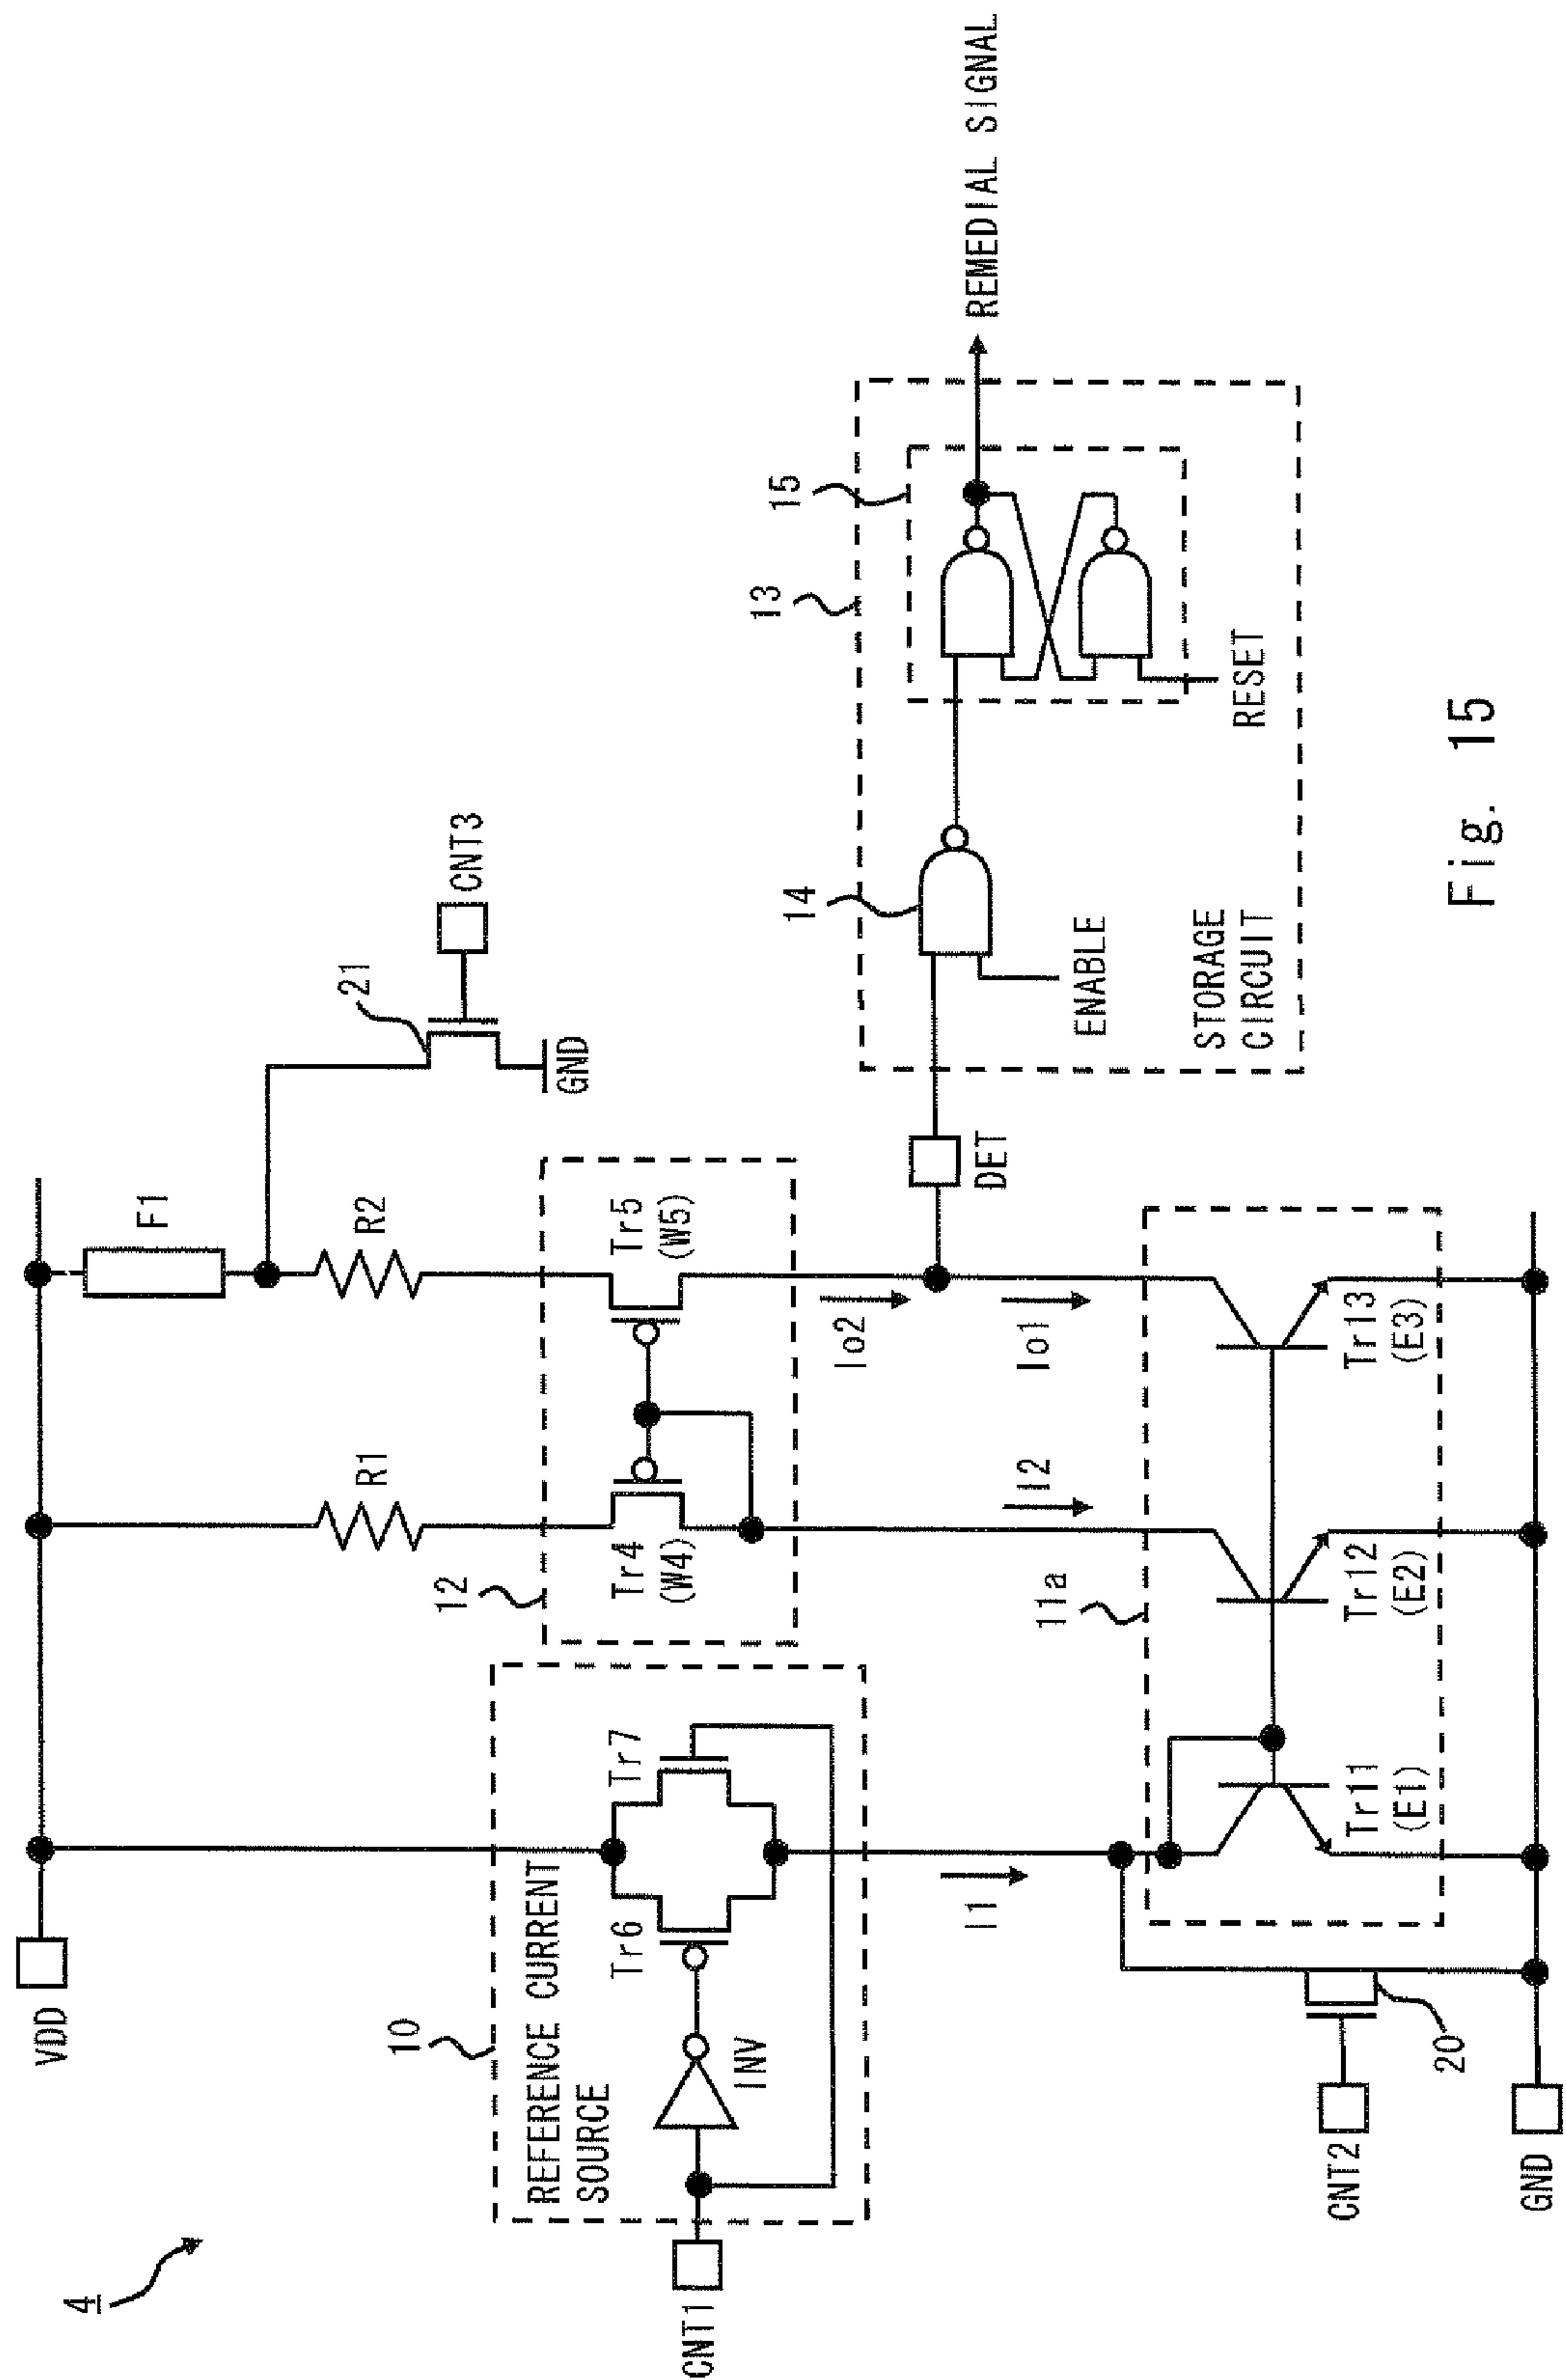 4
VDD
F1
R1
R2
CNT3
21
GND
12
Tr4
(W4)
Tr5
(W5)
10
REFERENCE CURRENT
SOURCE
Tr6
Tr7
INV
CNT1
Io2
Io1
I2
I1
DET
13
15
14
ENABLE
RESET
STORAGE
CIRCUIT
REMEDIAL SIGNAL
11a
Tr11
(E1)
Tr12
(E2)
Tr13
(E3)
CNT2
20
GND
Fig. 15